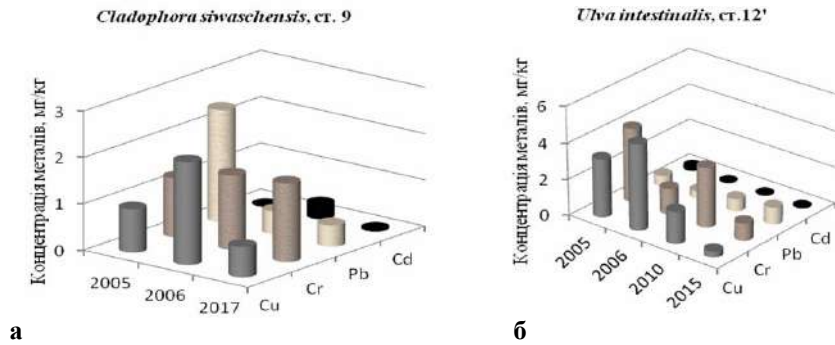 Cladophora siwaschensis, ст. 9
Концентрація металів, мг/кг
3
2
1
0
2005
2006
2017
Cu
Cr
Pb
Cd
а
Ulva intestinalis, ст.12'
Концентрація металів, мг/кг
6
4
2
0
2005
2006
2010
2015
Cu
Cr
Pb
Cd
б